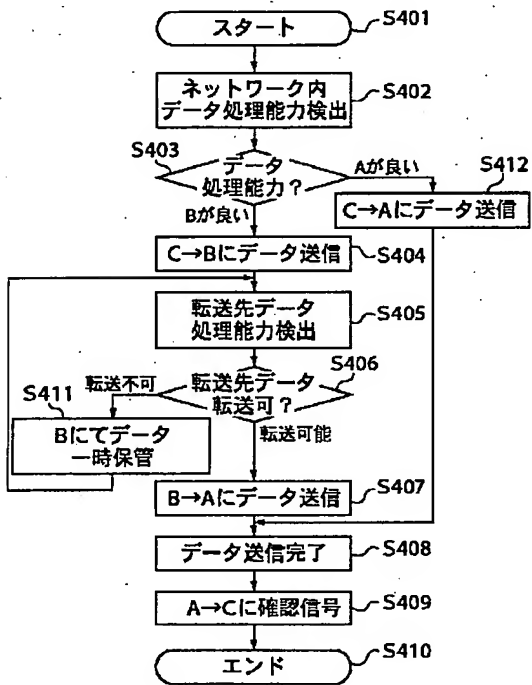 スタート
S401
ネットワーク内
データ処理能力検出
S402
S403
データ
処理能力?
Aが良い
S412
Bが良い
C→Aにデータ送信
C→Bにデータ送信
S404
転送先データ
処理能力検出
S405
S406
転送不可
転送先データ
転送可?
S411
Bにてデータ
一時保管
転送可能
B→Aにデータ送信
S407
データ送信完了
S408
A→Cに確認信号
S409
エンド
S410